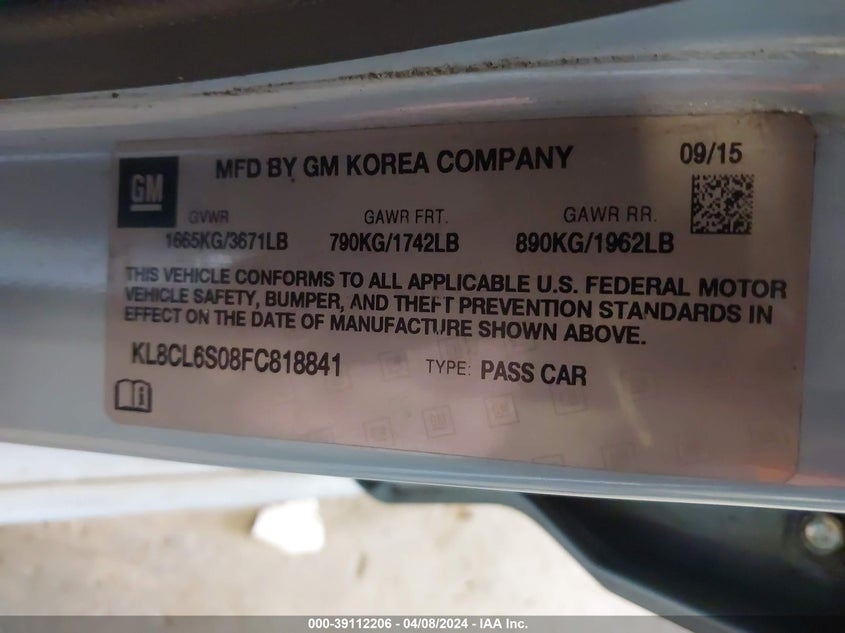 GM
MFD BY GM KOREA COMPANY 09/15
GVWR GAWR FRT. GAWR RR.
1665KG/3671LB 790KG/1742LB 890KG/1962LB
THIS VEHICLE CONFORMS TO ALL APPLICABLE U.S. FEDERAL MOTOR
VEHICLE SAFETY, BUMPER, AND THEFT PREVENTION STANDARDS IN
EFFECT ON THE DATE OF MANUFACTURE SHOWN ABOVE.
KL8CL6S08FC818841 TYPE: PASS CAR
000-39112206 - 04/08/2024 - IAA Inc.